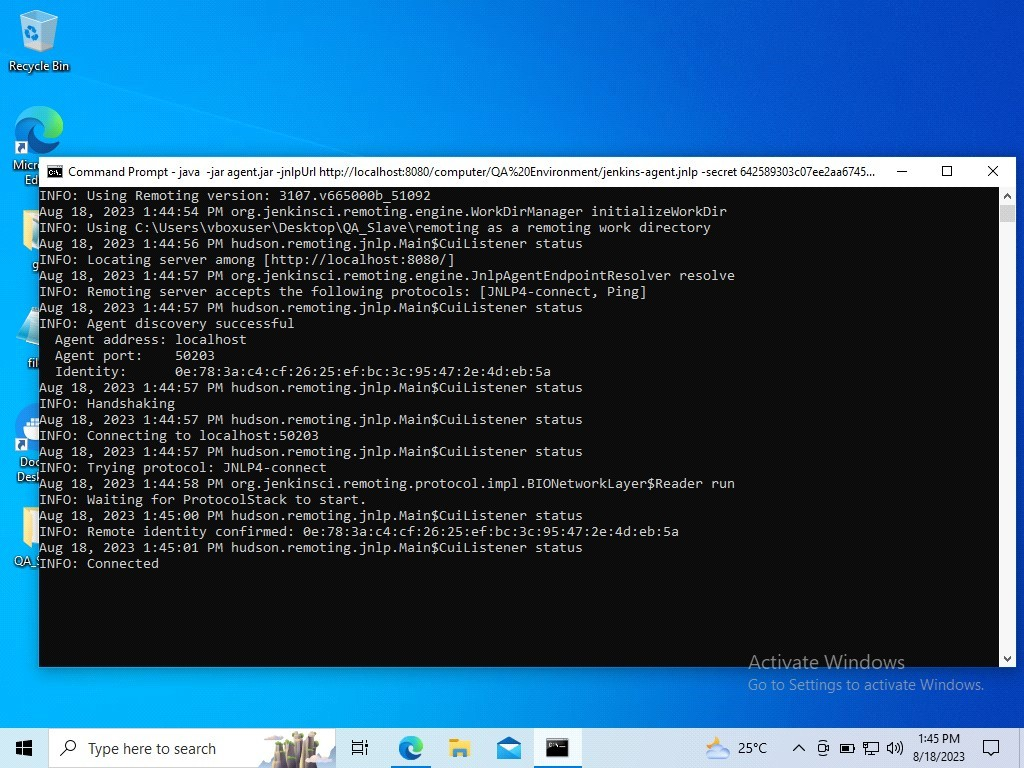 Recycle Bin
Command Prompt - java  -jar agent.jar -jnlpUrl http://localhost:8080/computer/QA%20Environment/jenkins-agent.jnlp -secret 642589303c07ee2aa6745...
INFO: Using Remoting version: 3107.v665000b_51092
Aug 18, 2023 1:44:54 PM org.jenkinsci.remoting.engine.WorkDirManager initializeWorkDir
INFO: Using C:\Users\vboxuser\Desktop\QA_Slave\remoting as a remoting work directory
Aug 18, 2023 1:44:56 PM hudson.remoting.jnlp.Main$CuiListener status
INFO: Locating server among [http://localhost:8080/]
Aug 18, 2023 1:44:57 PM org.jenkinsci.remoting.engine.JnlpAgentEndpointResolver resolve
INFO: Remoting server accepts the following protocols: [JNLP4-connect, Ping]
Aug 18, 2023 1:44:57 PM hudson.remoting.jnlp.Main$CuiListener status
INFO: Agent discovery successful
  Agent address: localhost
  Agent port:    50203
  Identity:      0e:78:3a:c4:cf:26:25:ef:bc:3c:95:47:2e:4d:eb:5a
Aug 18, 2023 1:44:57 PM hudson.remoting.jnlp.Main$CuiListener status
INFO: Handshaking
Aug 18, 2023 1:44:57 PM hudson.remoting.jnlp.Main$CuiListener status
INFO: Connecting to localhost:50203
Aug 18, 2023 1:44:57 PM hudson.remoting.jnlp.Main$CuiListener status
INFO: Trying protocol: JNLP4-connect
Aug 18, 2023 1:44:58 PM org.jenkinsci.remoting.protocol.impl.BIONetworkLayer$Reader run
INFO: Waiting for ProtocolStack to start.
Aug 18, 2023 1:45:00 PM hudson.remoting.jnlp.Main$CuiListener status
INFO: Remote identity confirmed: 0e:78:3a:c4:cf:26:25:ef:bc:3c:95:47:2e:4d:eb:5a
Aug 18, 2023 1:45:01 PM hudson.remoting.jnlp.Main$CuiListener status
INFO: Connected
Activate Windows
Go to Settings to activate Windows.
Type here to search
25°C
1:45 PM
8/18/2023